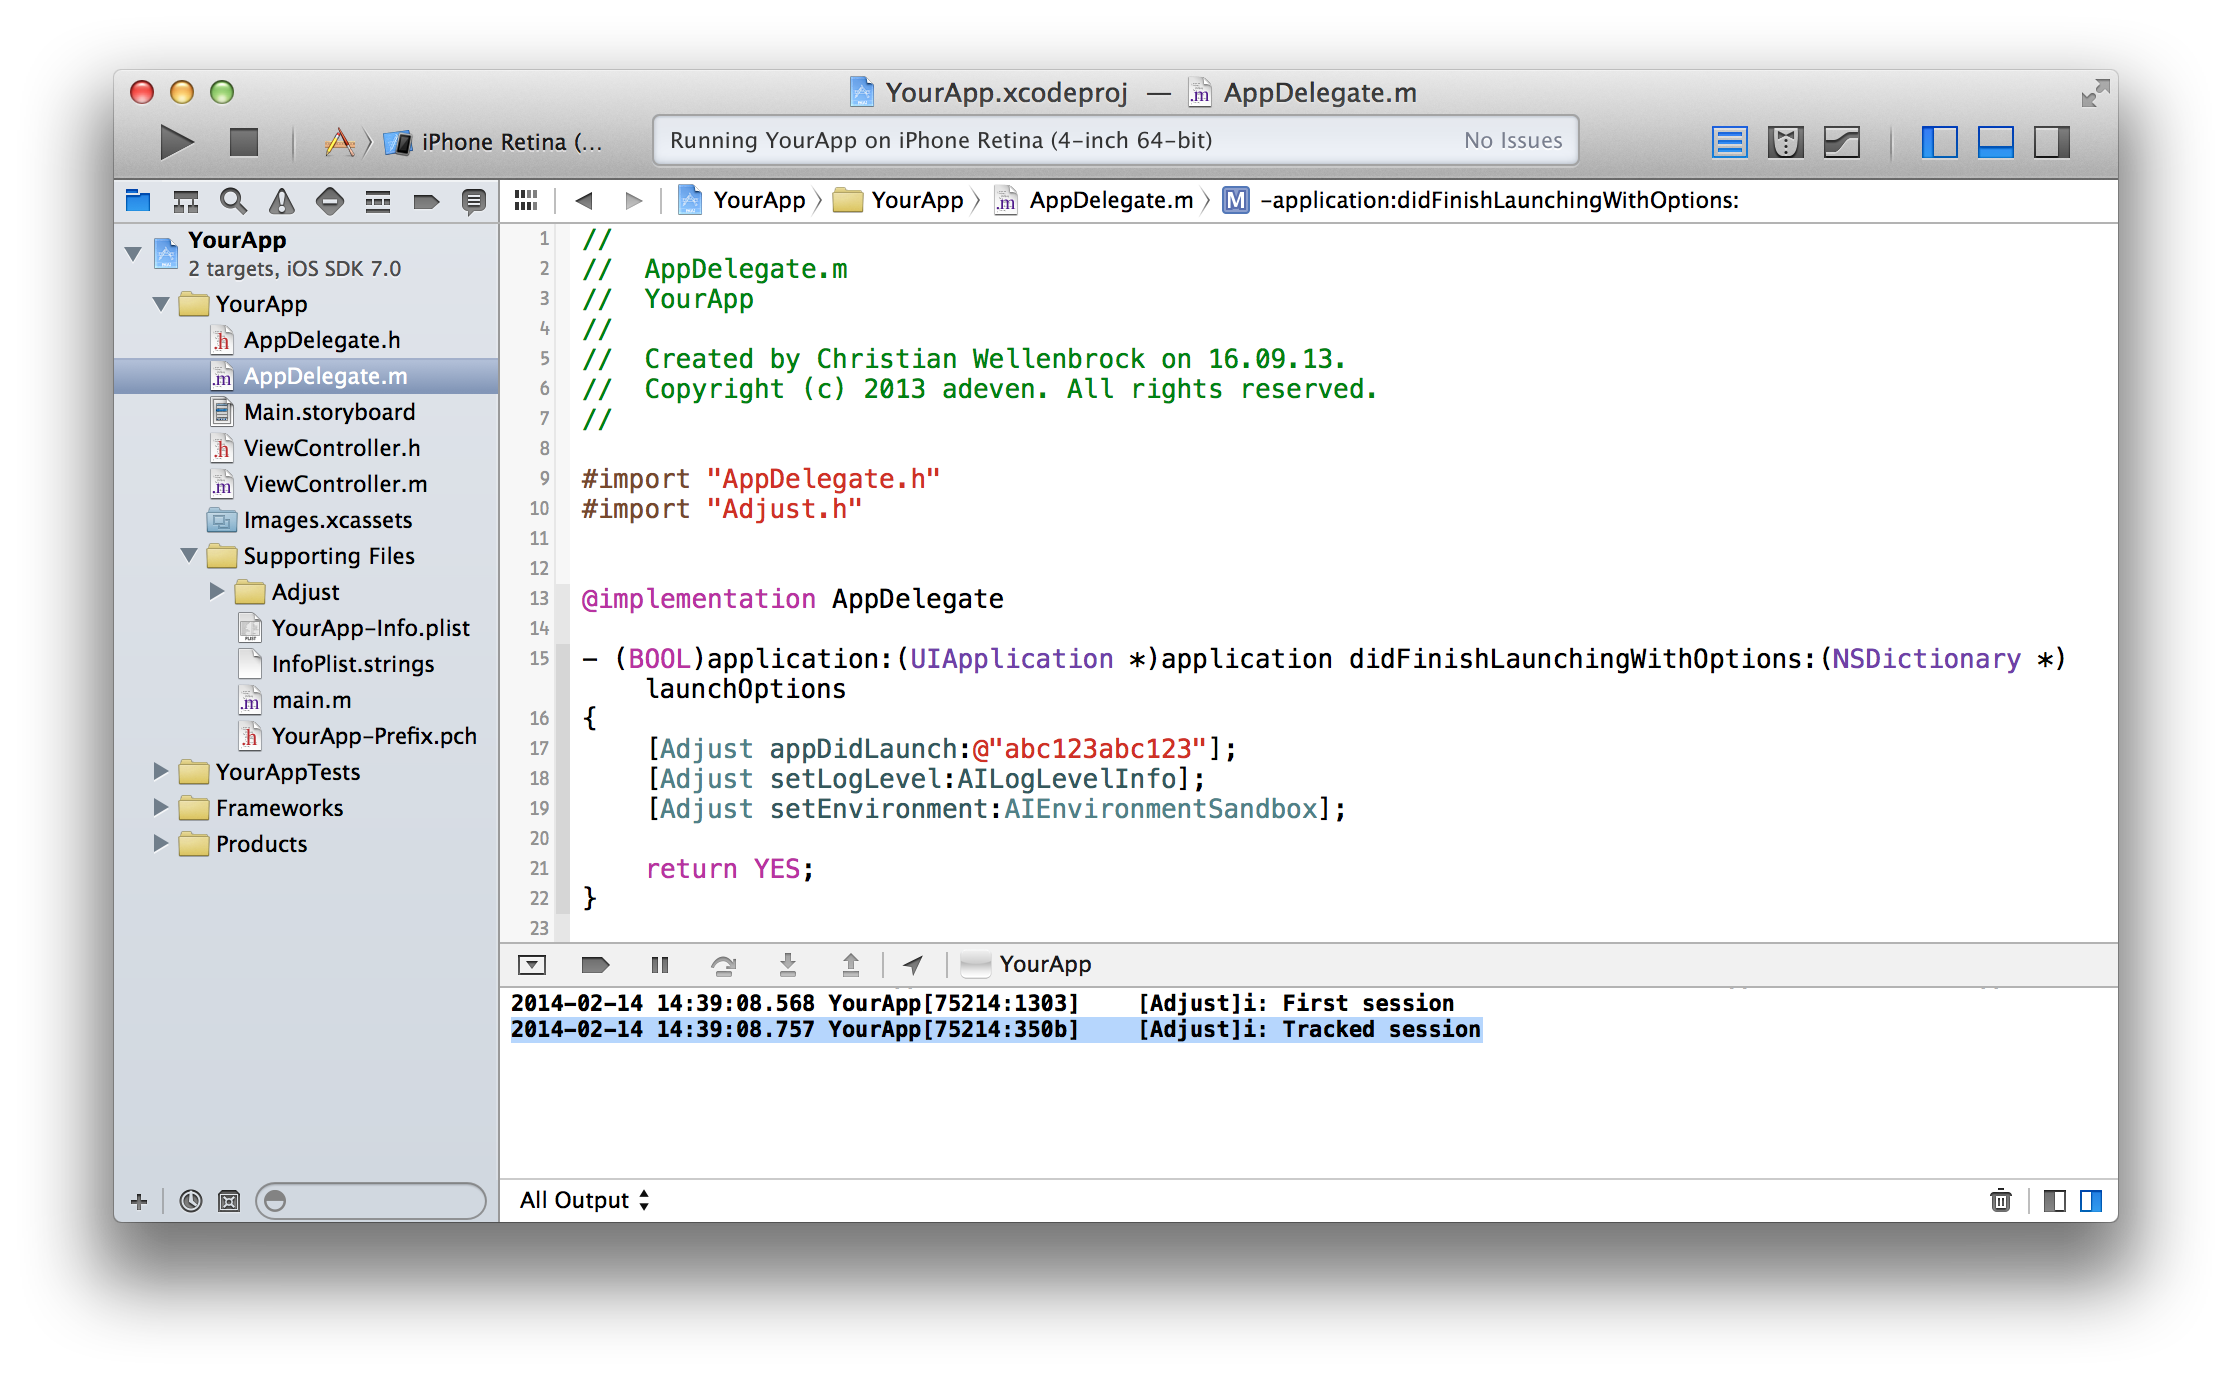 YourApp.xcodeproj — AppDelegate.m
iPhone Retina (...
Running YourApp on iPhone Retina (4-inch 64-bit)
No Issues
YourApp
YourApp
AppDelegate.m
M
-application:didFinishLaunchingWithOptions:
YourApp
2 targets, iOS SDK 7.0
YourApp
AppDelegate.h
AppDelegate.m
Main.storyboard
ViewController.h
ViewController.m
Images.xcassets
Supporting Files
Adjust
YourApp-Info.plist
InfoPlist.strings
main.m
YourApp-Prefix.pch
YourAppTests
Frameworks
Products
1 //
2 //  AppDelegate.m
3 //  YourApp
4 //
5 //  Created by Christian Wellenbrock on 16.09.13.
6 //  Copyright (c) 2013 adeven. All rights reserved.
7 //
8
9 #import "AppDelegate.h"
10 #import "Adjust.h"
11
12
13 @implementation AppDelegate
14
15 - (BOOL)application:(UIApplication *)application didFinishLaunchingWithOptions:(NSDictionary *)
launchOptions
16 {
17     [Adjust appDidLaunch:@"abc123abc123"];
18     [Adjust setLogLevel:AILogLevelInfo];
19     [Adjust setEnvironment:AIEnvironmentSandbox];
20
21     return YES;
22 }
23
YourApp
2014-02-14 14:39:08.568 YourApp[75214:1303]    [Adjust]i: First session
2014-02-14 14:39:08.757 YourApp[75214:350b]    [Adjust]i: Tracked session
All Output